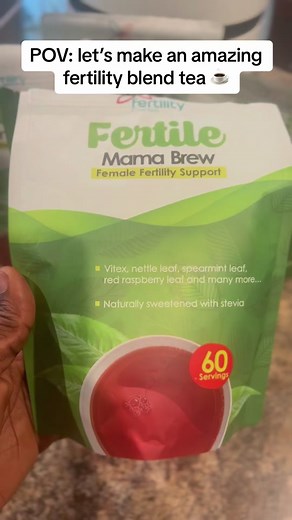 POV: let's make an amazing
fertility blend tea ☕
fertility
Fertile
Mama Brew
Female Fertility Support
Vitex, nettle leaf, spearmint leaf,
red raspberry leaf and many more...
Naturally sweetened with stevia
60
Servings